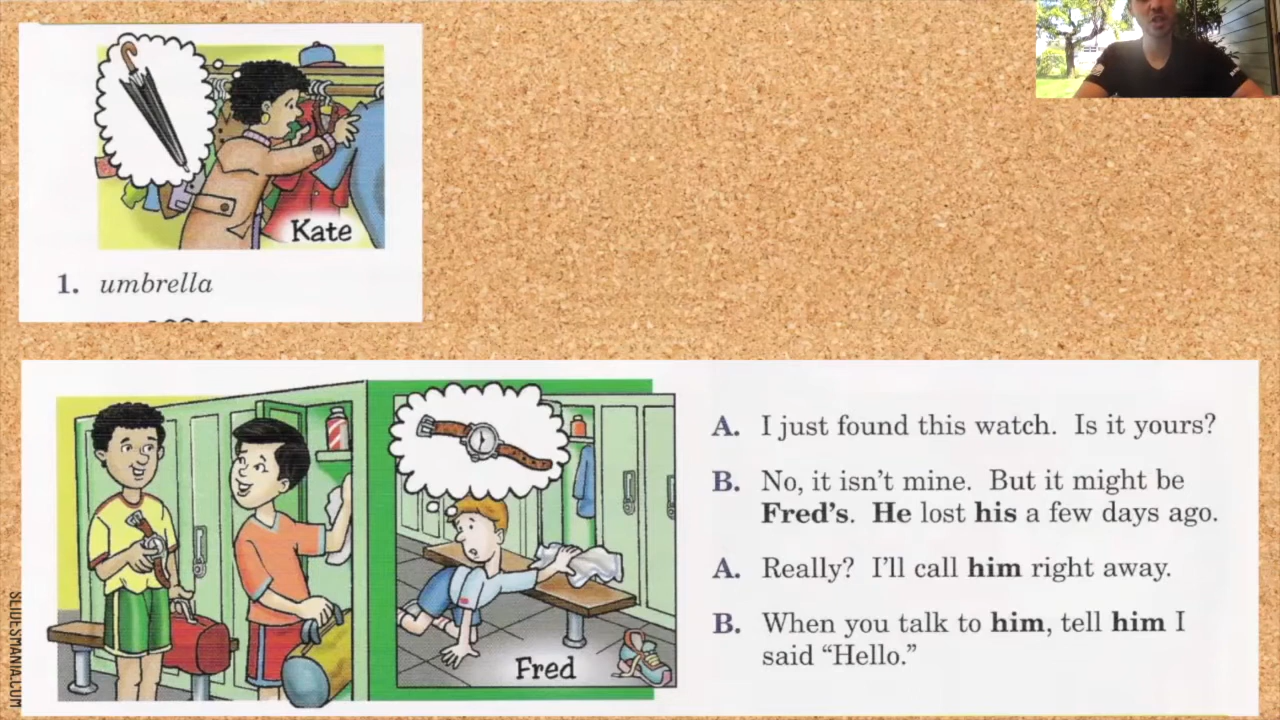 Kate
1. umbrella
A. I just found this watch. Is it yours?
B. No, it isn't mine. But it might be
Fred's. He lost his a few days ago.
A. Really? I'll call him right away.
B. When you talk to him, tell him I
said “Hello.”
Fred
SLIDESMANIA.COM